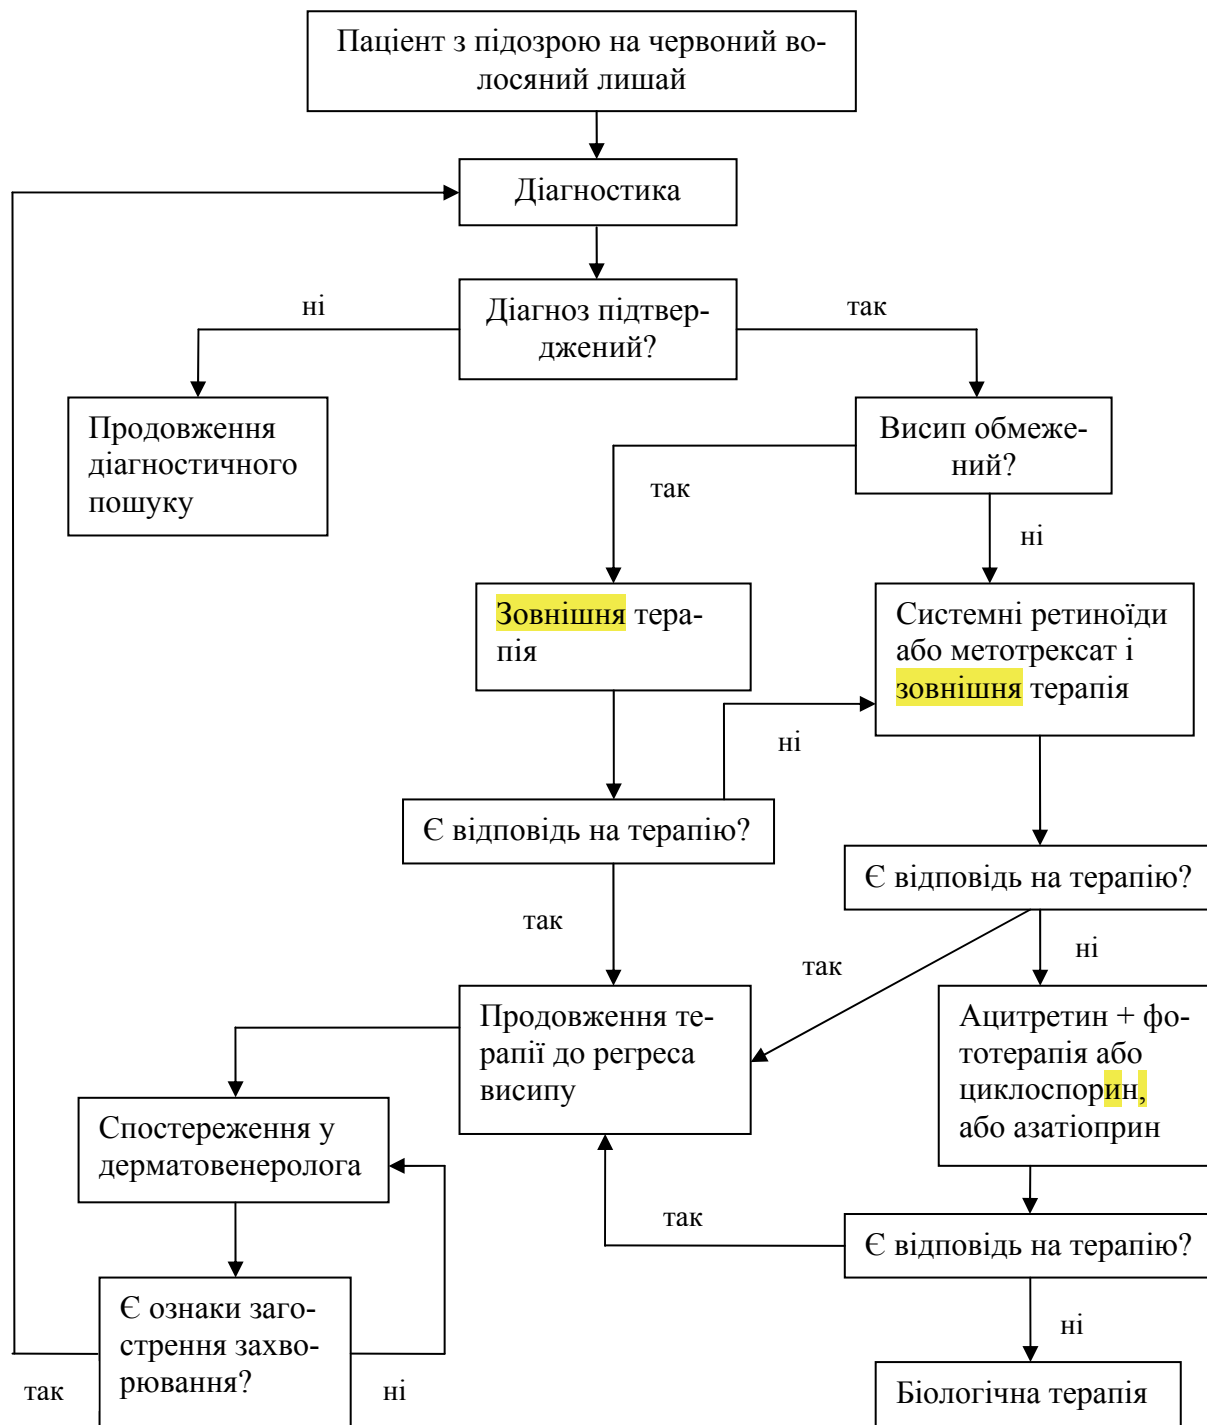 Пацієнт з підозрою на червоний во-
лосяний лишай
Діагностика
ні
Діагноз підтвер-
джений?
так
Продовження
діагностичного
пошуку
Висип обмеже-
ний?
так
ні
Зовнішня тера-
пія
Системні ретиноїди
або метотрексат і
зовнішня терапія
ні
Є відповідь на терапію?
Є відповідь на терапію?
так
так
ні
Продовження те-
рапії до регреса
висипу
Ацитретин + фо-
тотерапія або
циклоспорин,
або азатіоприн
Спостереження у
дерматовенеролога
так
Є відповідь на терапію?
Є ознаки заго-
стрення захво-
рювання?
так
ні
ні
Біологічна терапія